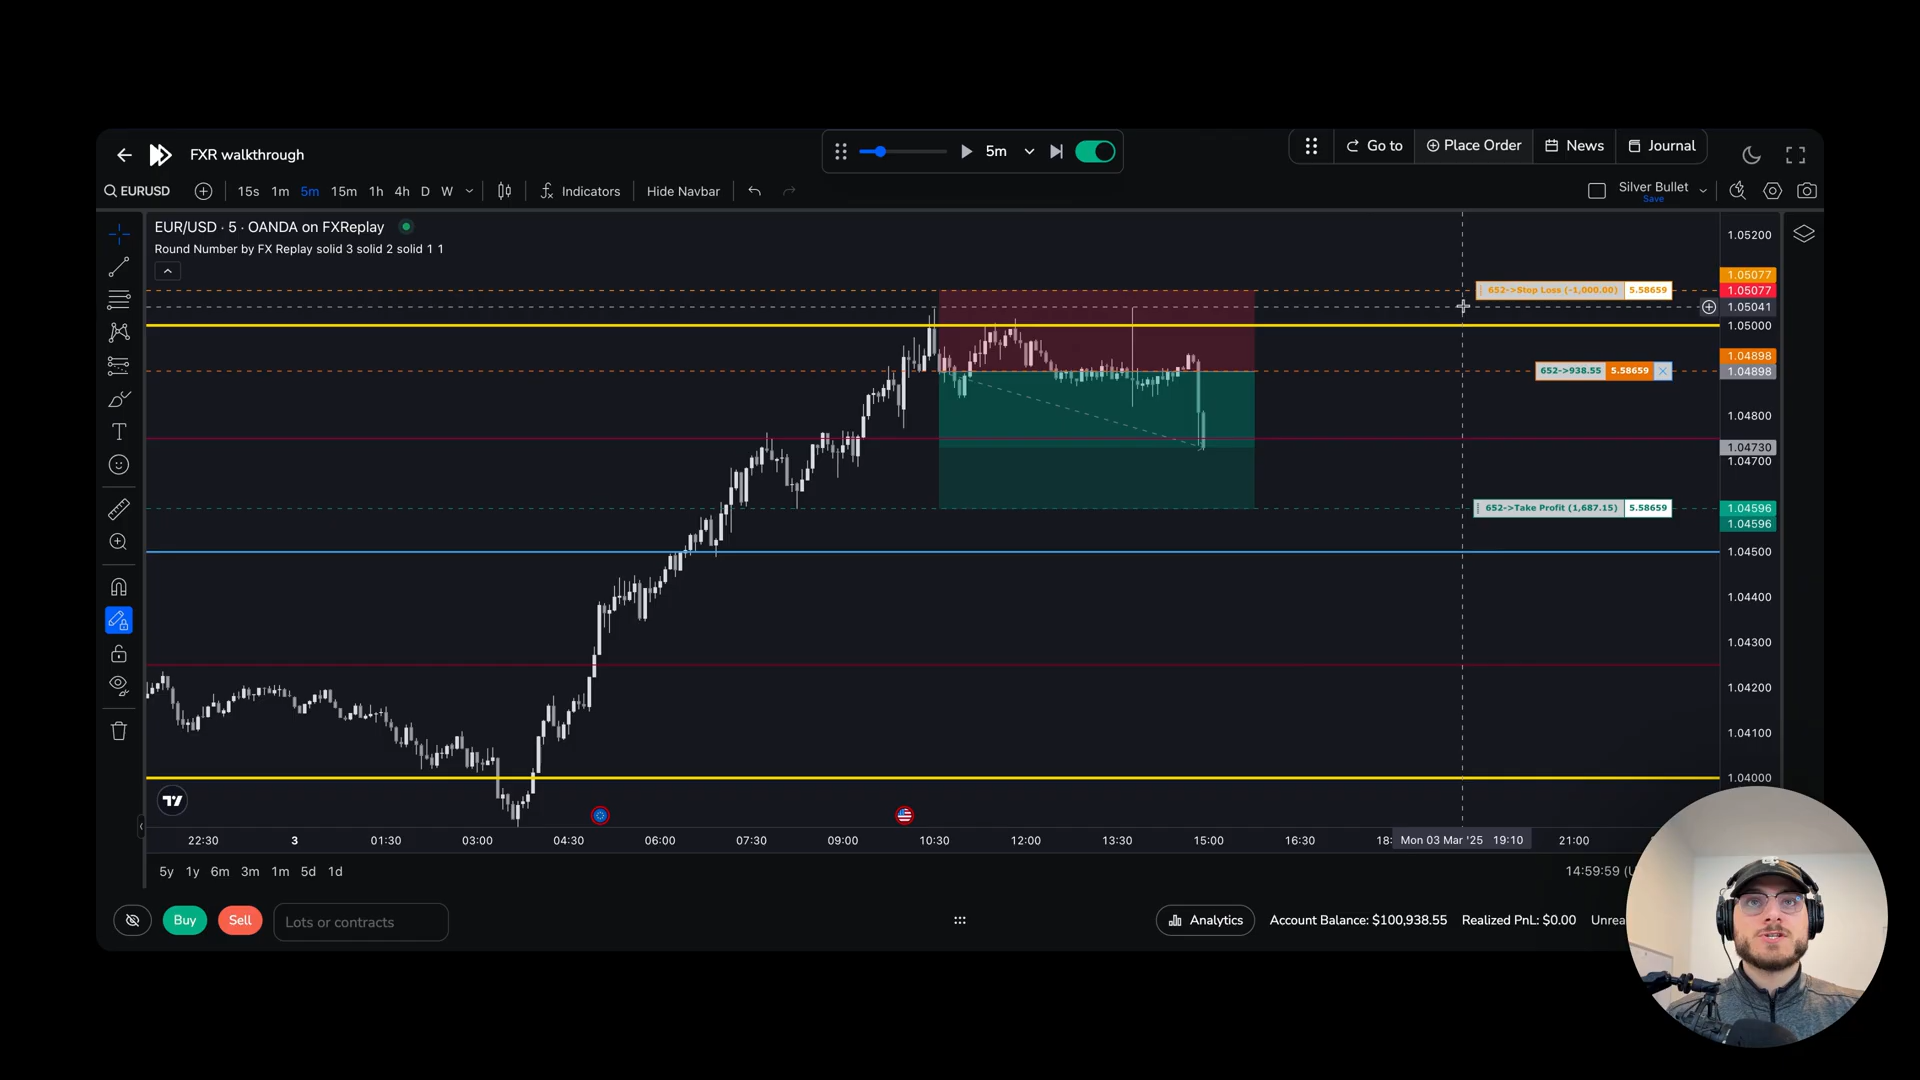 FXR walkthrough
5m
Go to
Place Order
News
Journal
EURUSD
15s 1m 5m 15m 1h 4h D W
Indicators
Hide Navbar
Silver Bullet
Save
EUR/USD · 5 · OANDA on FXReplay
Round Number by FX Replay solid 3 solid 2 solid 1 1
1.05200
1.05077
652->Stop Loss (-1,000.00) 5.58659
1.05077
1.05041
1.05000
1.04898
652->938.55 5.58659
1.04898
1.04800
1.04730
1.04700
652->Take Profit (1,687.15) 5.58659
1.04596
1.04596
1.04500
1.04400
1.04300
1.04200
1.04100
1.04000
22:30 3 01:30 03:00 04:30 06:00 07:30 09:00 10:30 12:00 13:30 15:00 16:30 18: Mon 03 Mar '25 19:10 21:00
5y 1y 6m 3m 1m 5d 1d
14:59:59 (U
Buy
Sell
Lots or contracts
Analytics
Account Balance: $100,938.55
Realized PnL: $0.00
Unrea